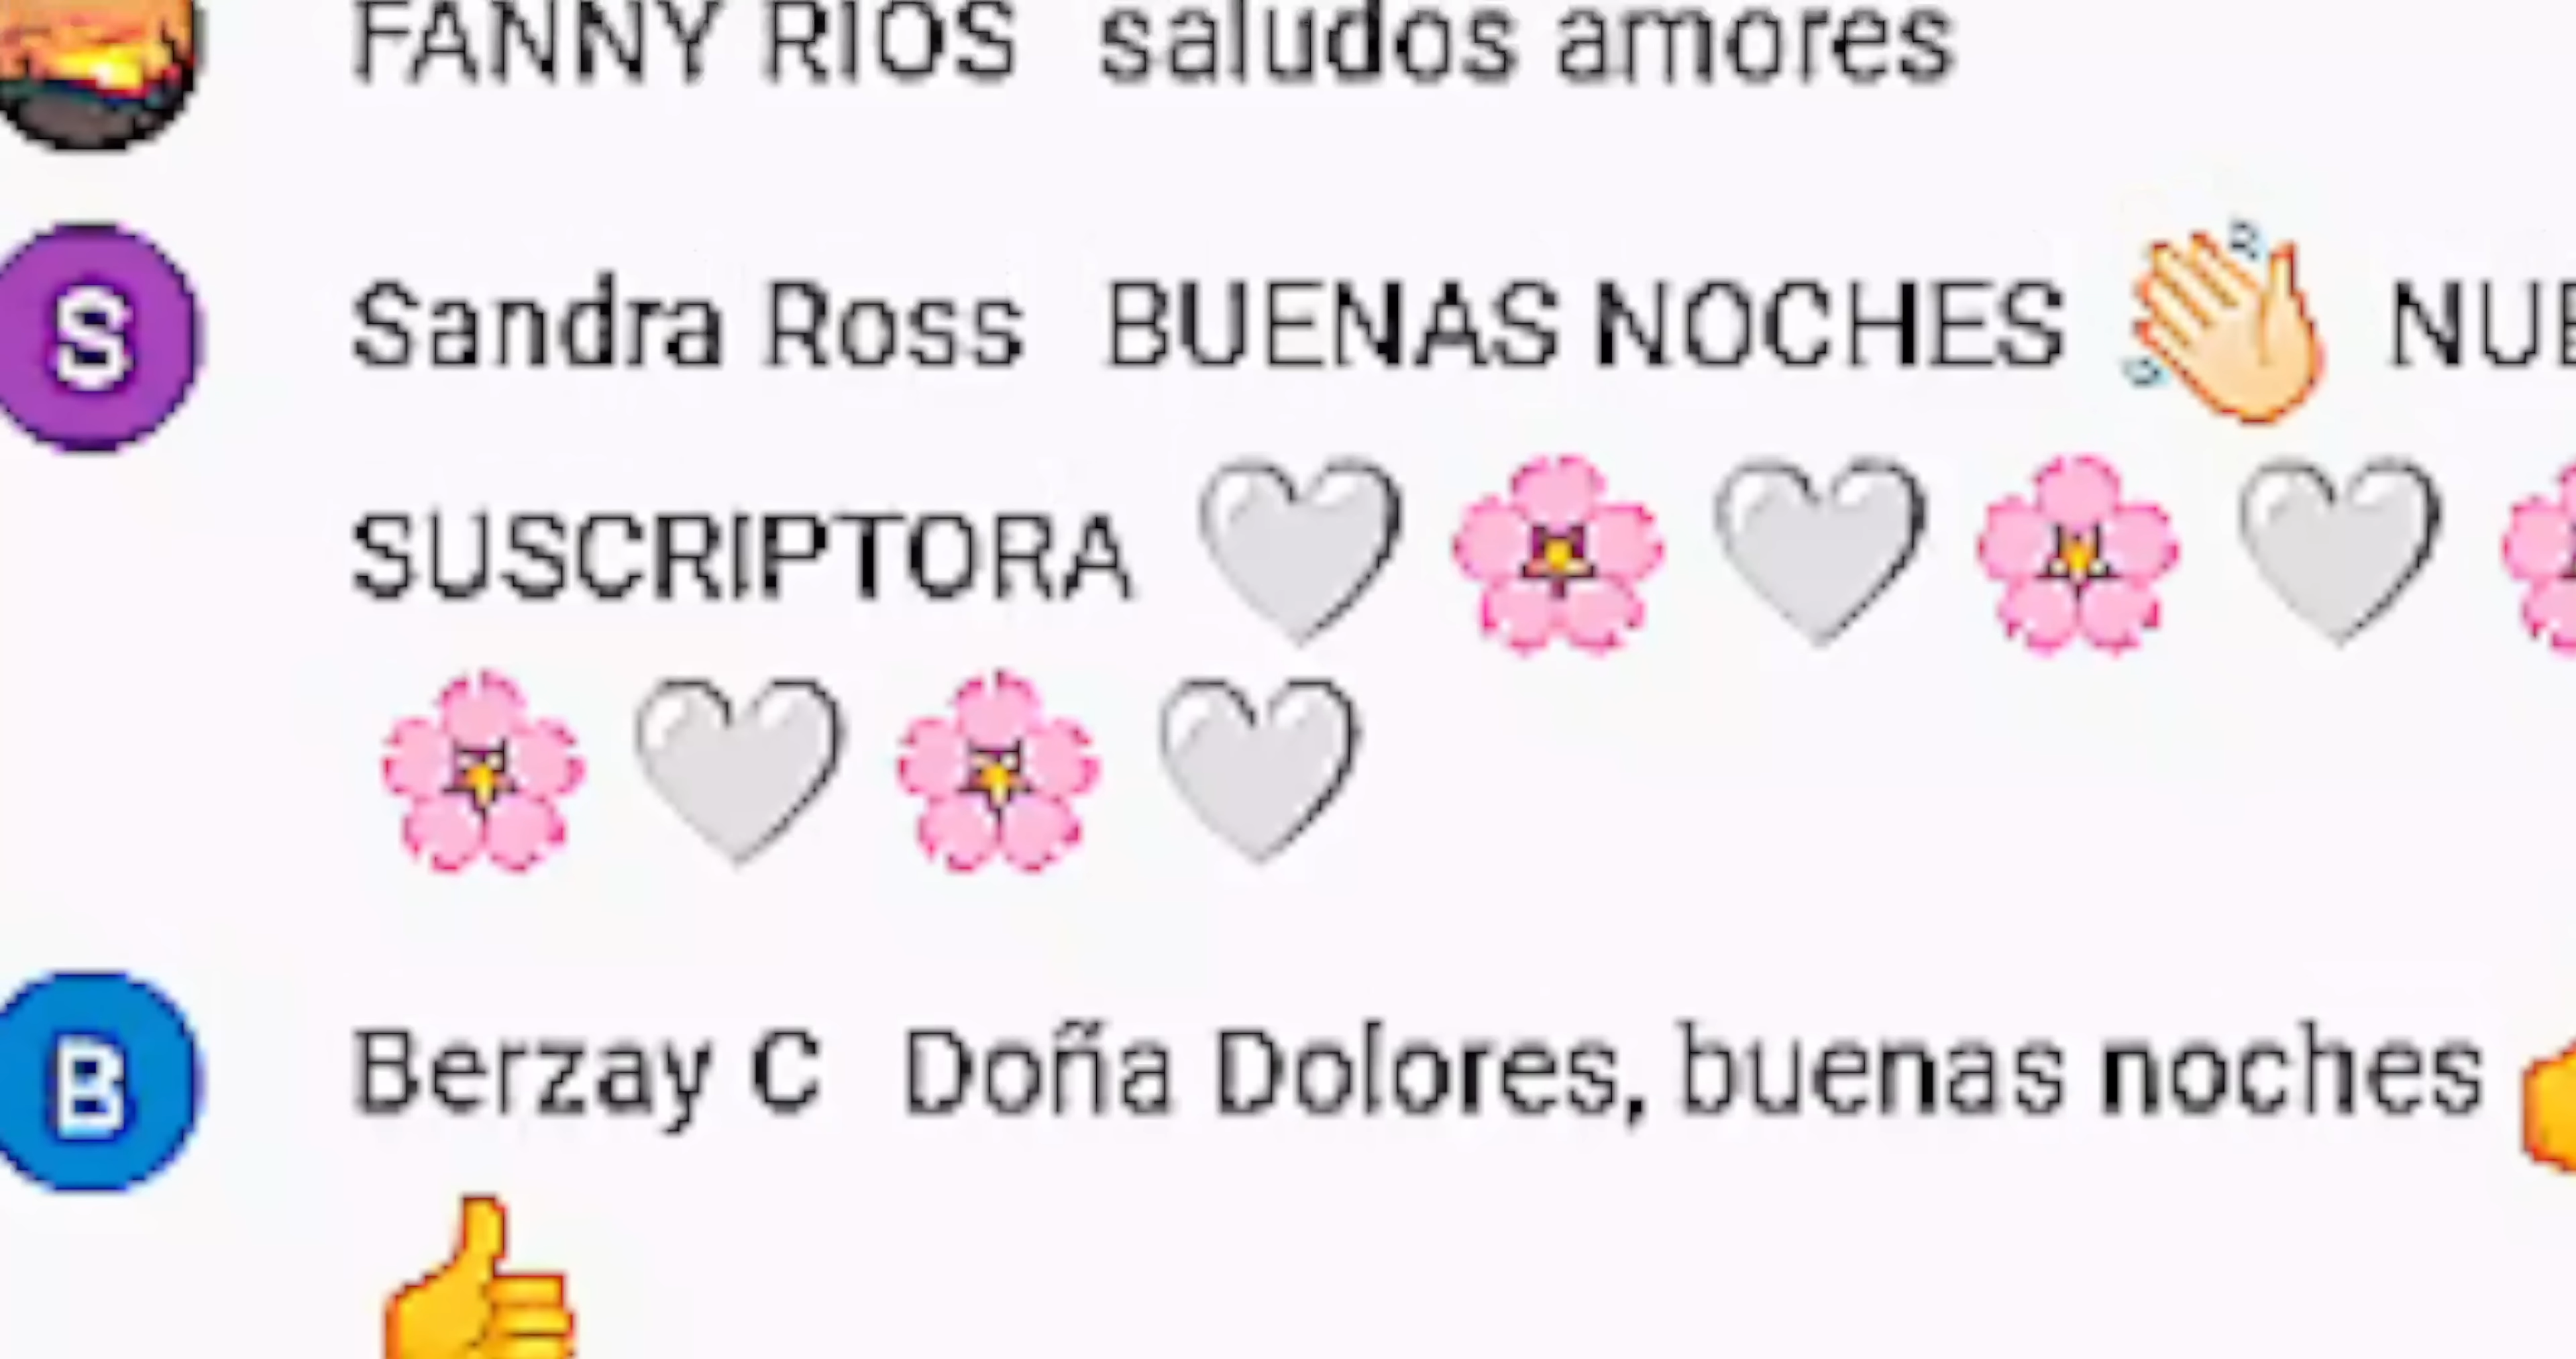 FANNY RIOS saludos amores
S
Sandra Ross BUENAS NOCHES 👋🏻
SUSCRIPTORA 🤍🌸🤍🌸🤍🌸
🌸🤍🌸🤍
B
Berzay C Doña Dolores, buenas noches
👍